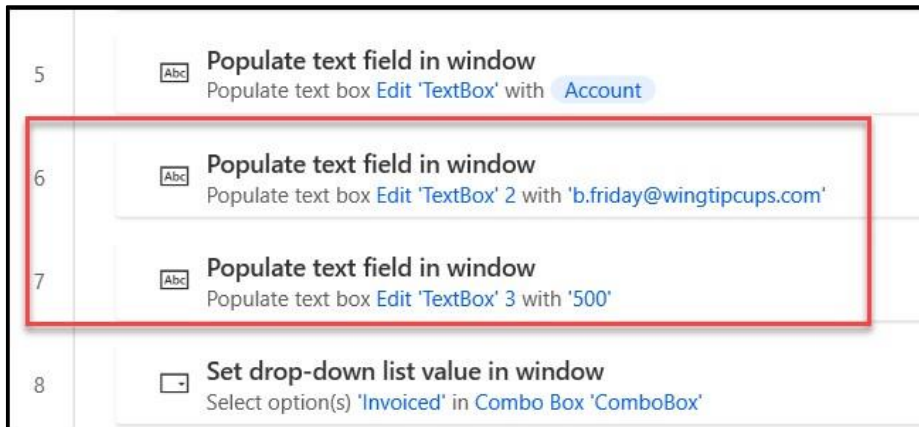 5
Abc
Populate text field in window
Populate text box Edit 'TextBox' with Account
6
Abc
Populate text field in window
Populate text box Edit 'TextBox' 2 with 'b.friday@wingtipcups.com'
7
Abc
Populate text field in window
Populate text box Edit 'TextBox' 3 with '500'
8
Set drop-down list value in window
Select option(s) 'Invoiced' in Combo Box 'ComboBox'